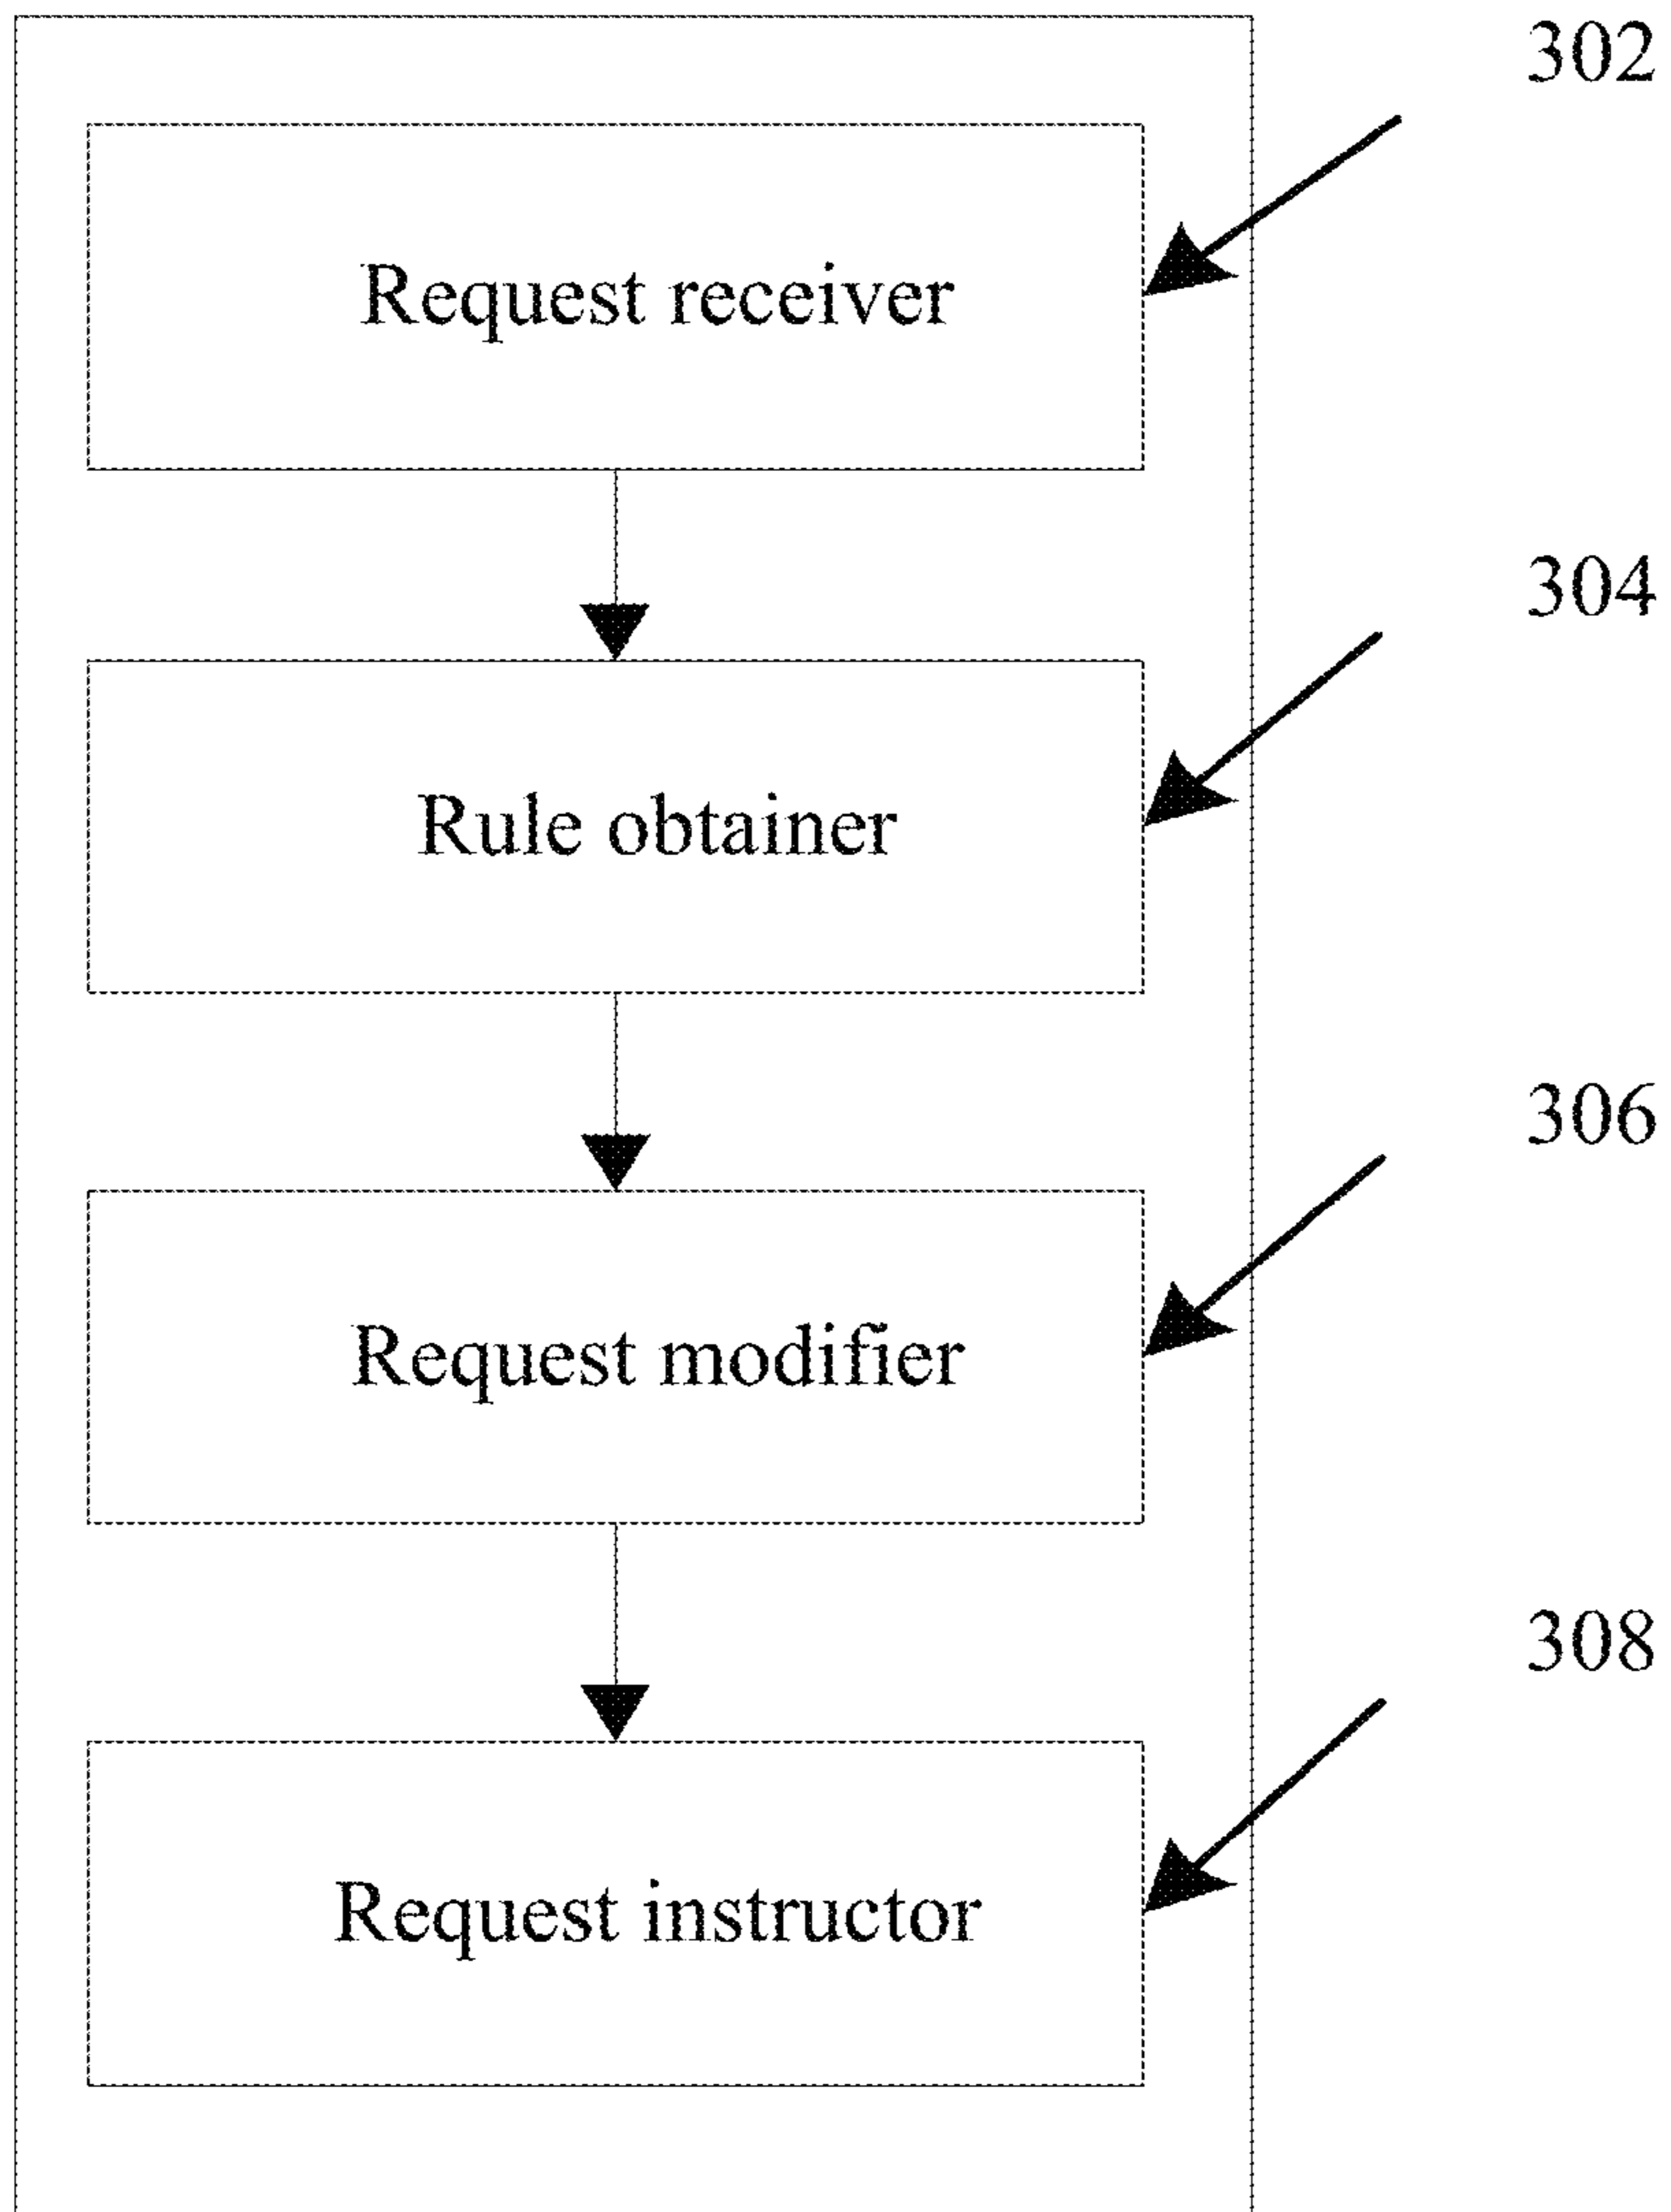 302
Request receiver
304
Rule obtainer
306
Request modifier
308
Request instructor